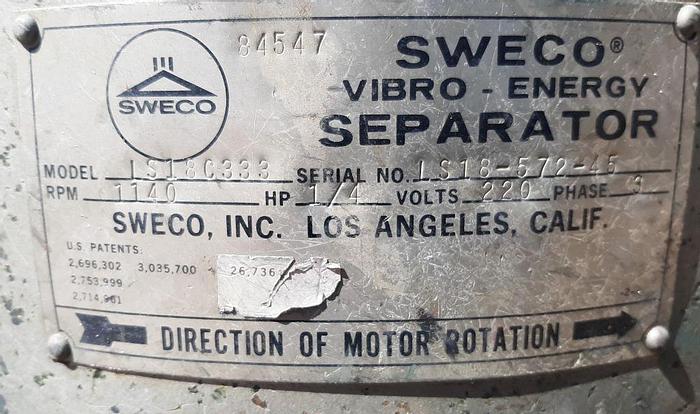 84547
SWECO®
VIBRO - ENERGY
SEPARATOR
SWECO
MODEL LS18C333 SERIAL NO. LS18-572-45
RPM 1140 HP 1/4 VOLTS 220 PHASE 3
SWECO, INC. LOS ANGELES, CALIF.
U.S. PATENTS:
2,696,302 3,035,700 26,736
2,753,999
2,714,961
DIRECTION OF MOTOR ROTATION